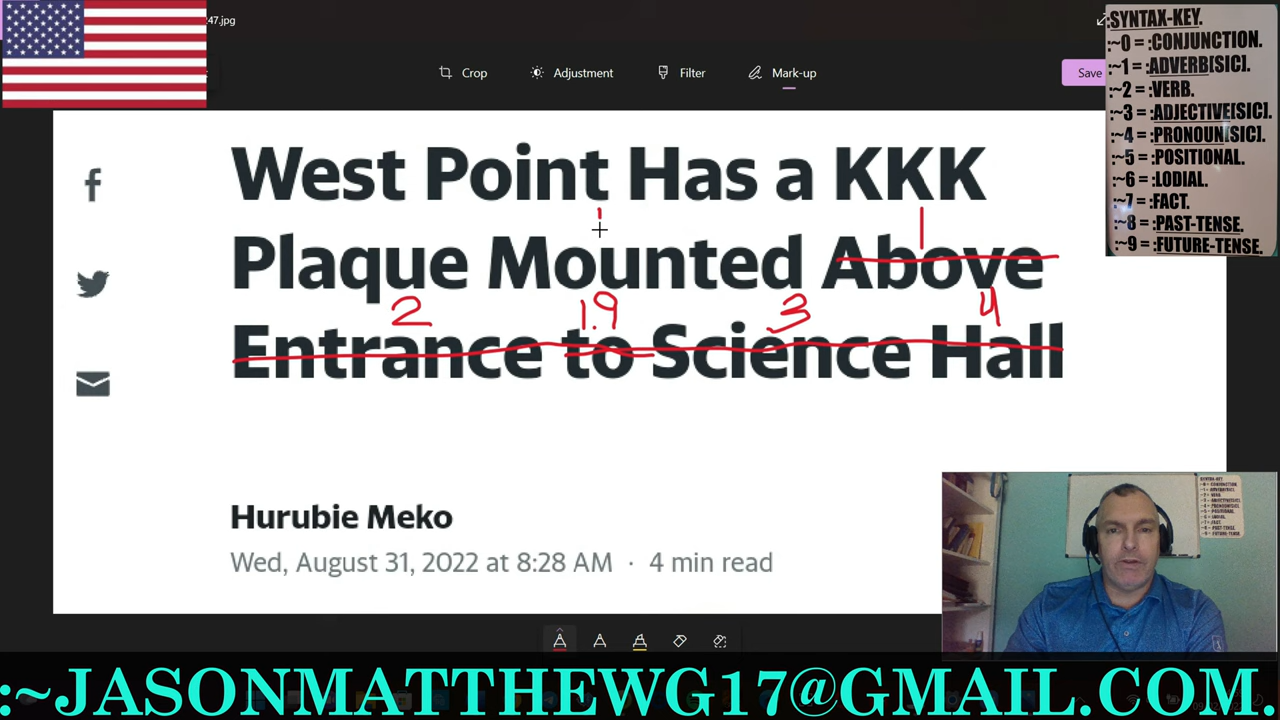 47.jpg
Crop
Adjustment
Filter
Mark-up
Save
:SYNTAX-KEY.
:~0 = :CONJUNCTION.
:~1 = :ADVERB[SIC].
:~2 = :VERB.
:~3 = :ADJECTIVE[SIC].
:~4 = :PRONOUN[SIC].
:~5 = :POSITIONAL.
:~6 = :LODIAL.
:~7 = :FACT.
:~8 = :PAST-TENSE.
:~9 = :FUTURE-TENSE.
West Point Has a KKK
Plaque Mounted Above
2 1.9 3 4
Entrance to Science Hall
Hurubie Meko
Wed, August 31, 2022 at 8:28 AM · 4 min read
:~JASONMATTHEWG17@GMAIL.COM.